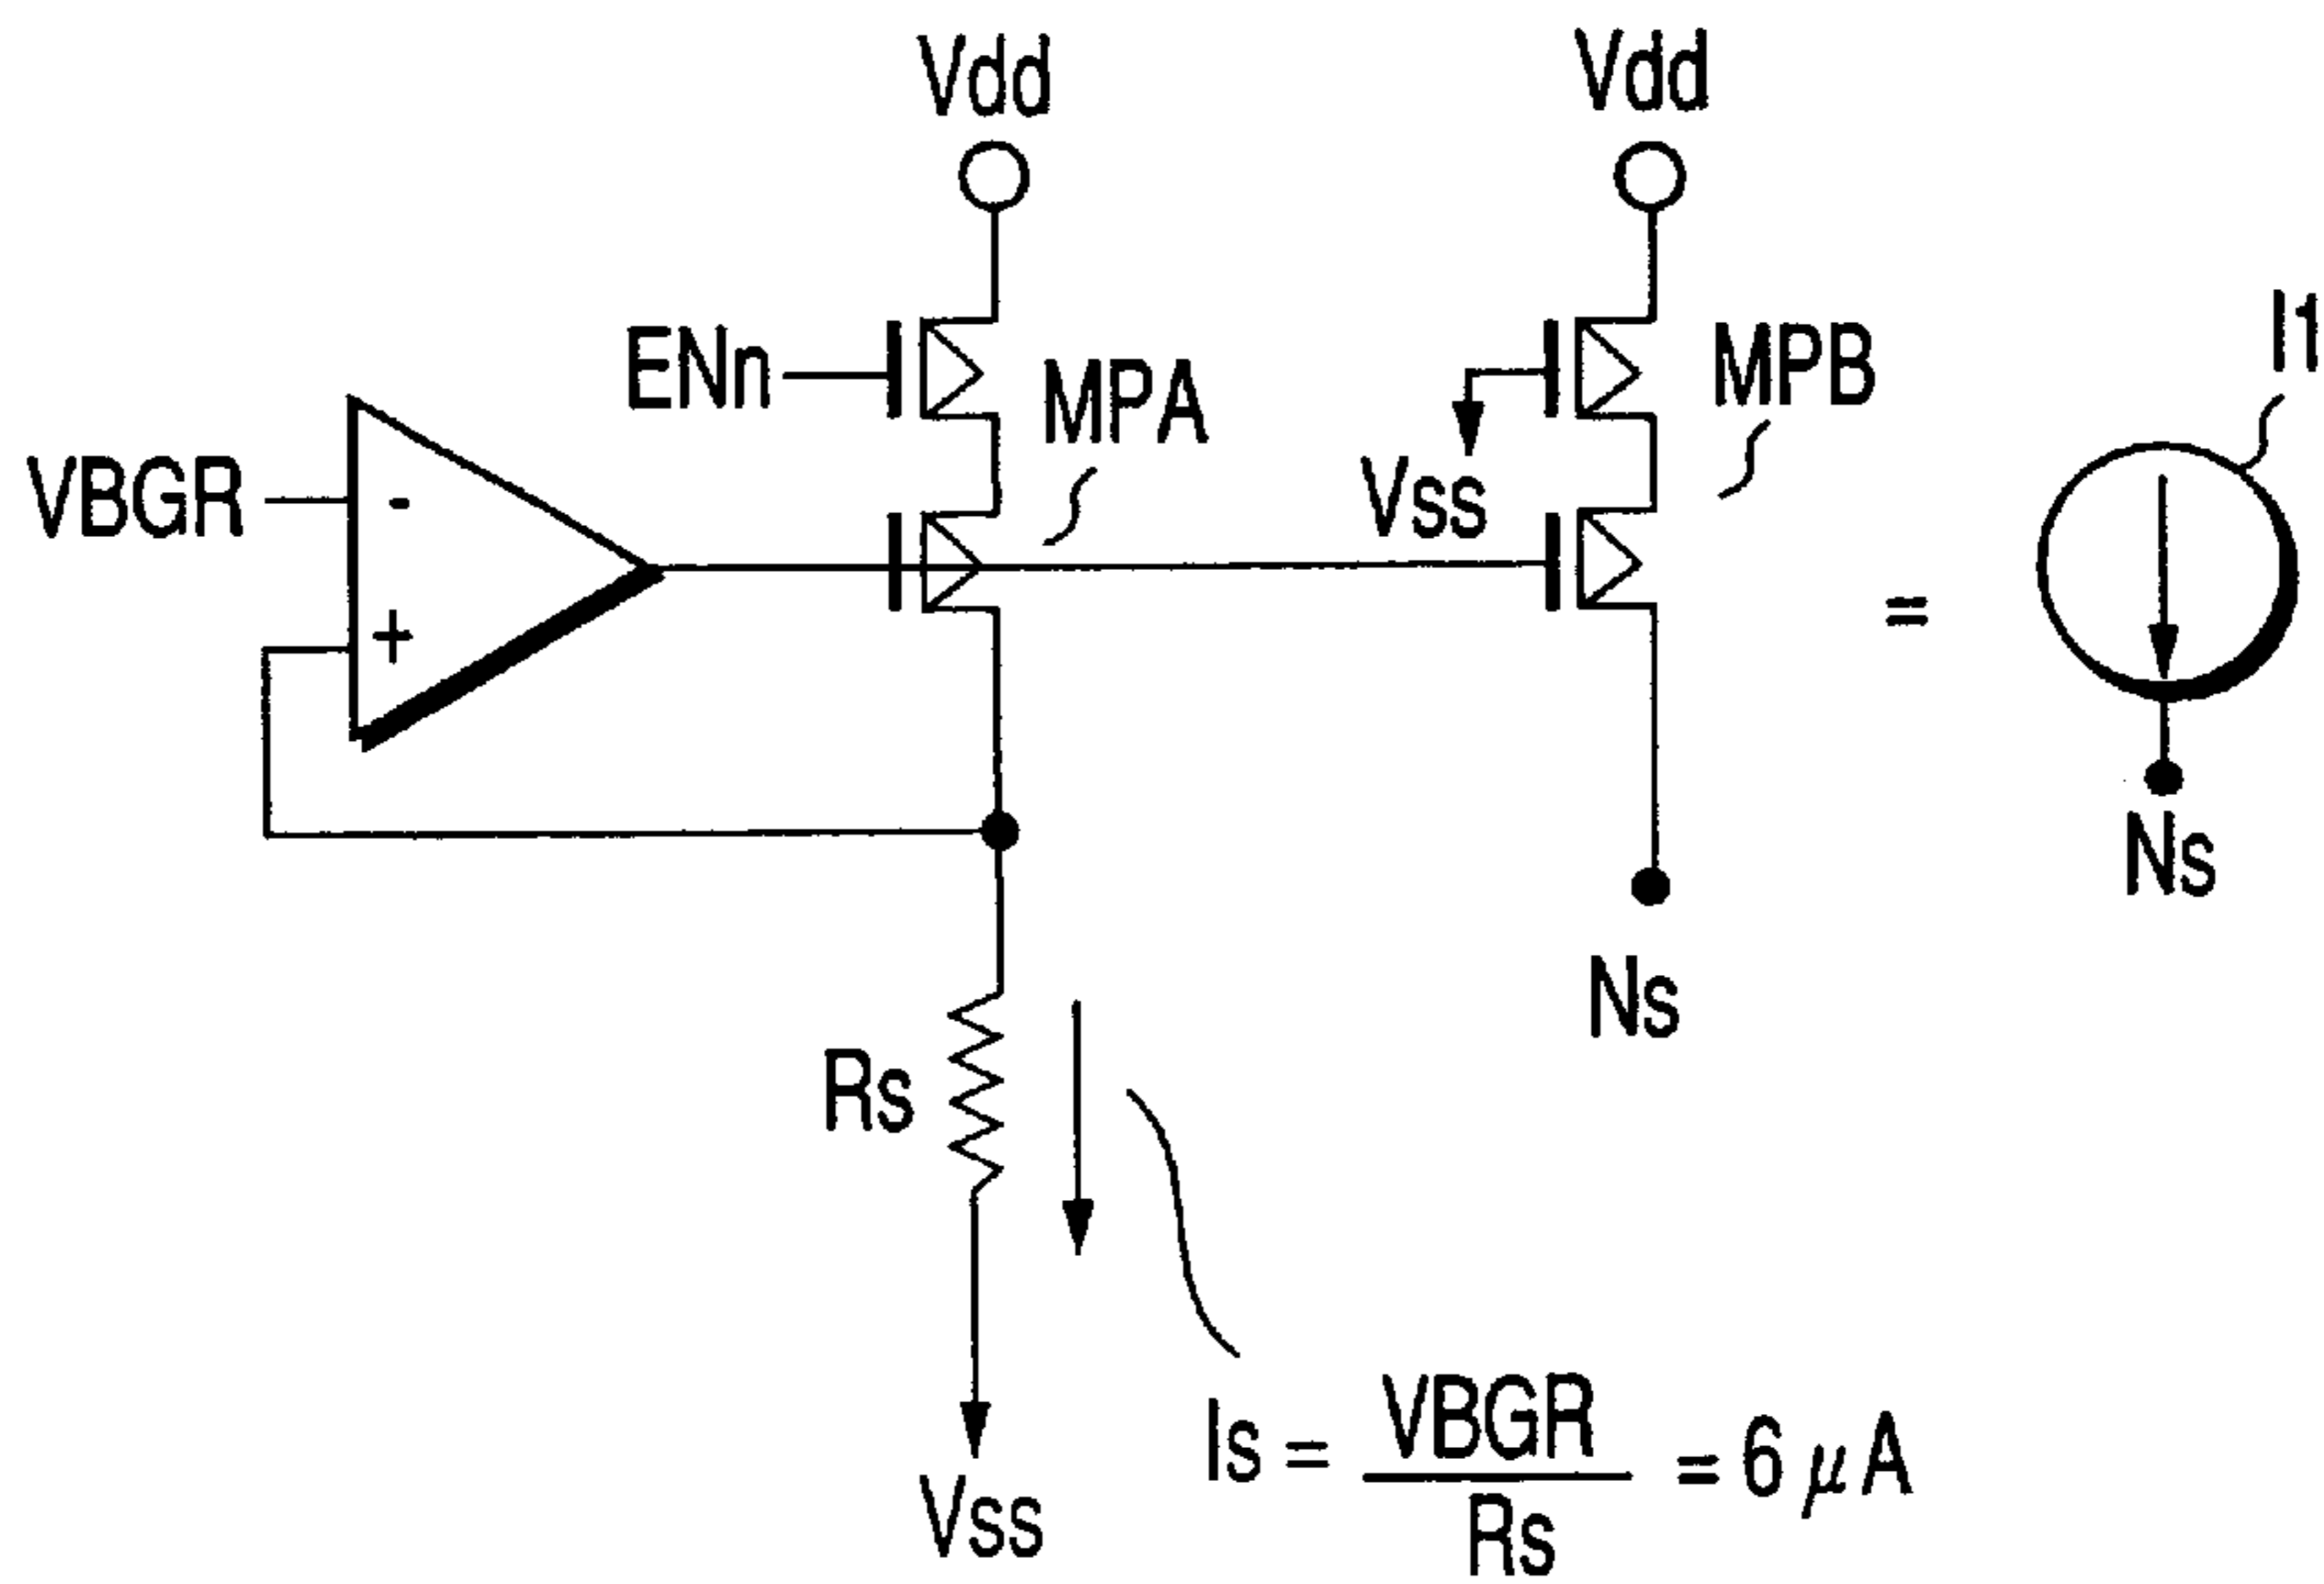 Vdd
Vdd
ENn
MPA
MPB
I1
VBGR
-
+
Vss
=
Ns
Ns
Rs
Is = VBGR / Rs = 6 μA
Vss